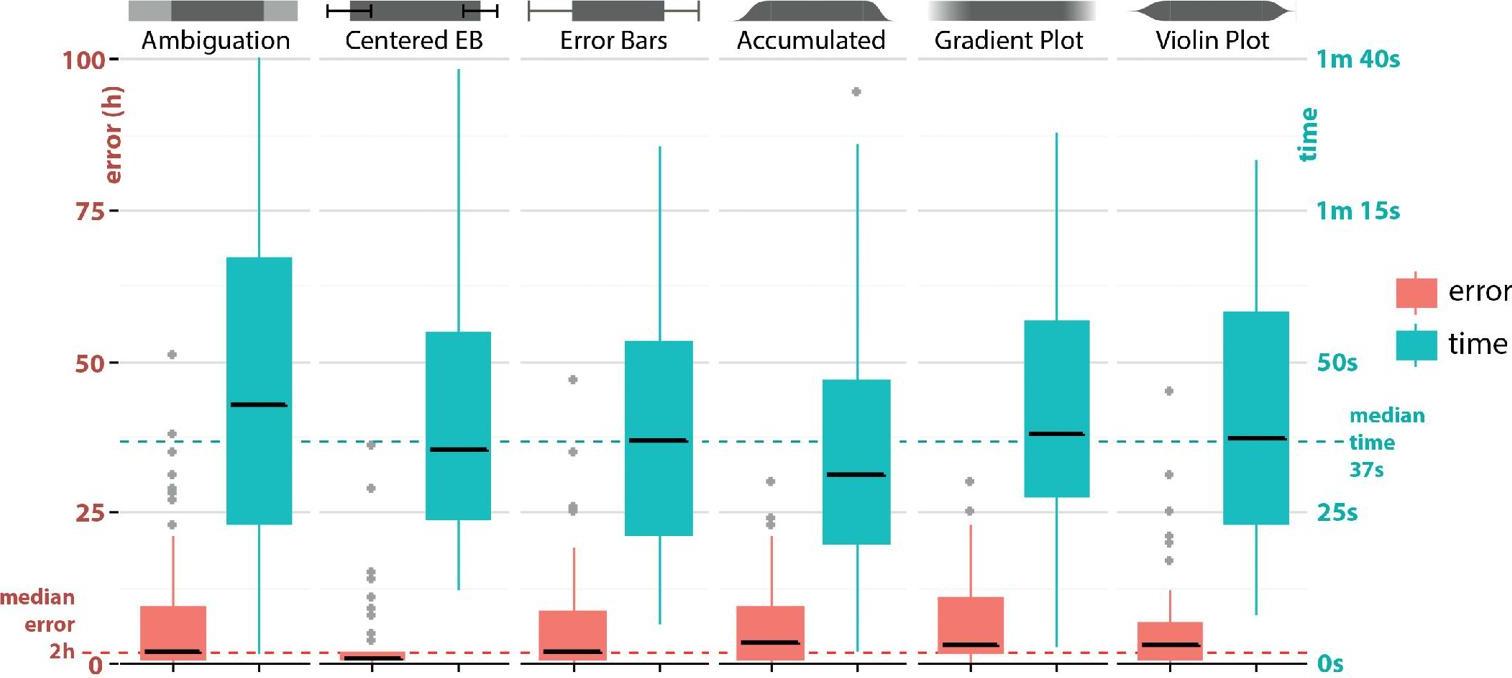 Ambiguation Centered EB Error Bars Accumulated Gradient Plot Violin Plot
100 1m 40s
error (h) time
75 1m 15s
error
time
50 50s
median
time
37s
25 25s
median
error
2h
0 0s